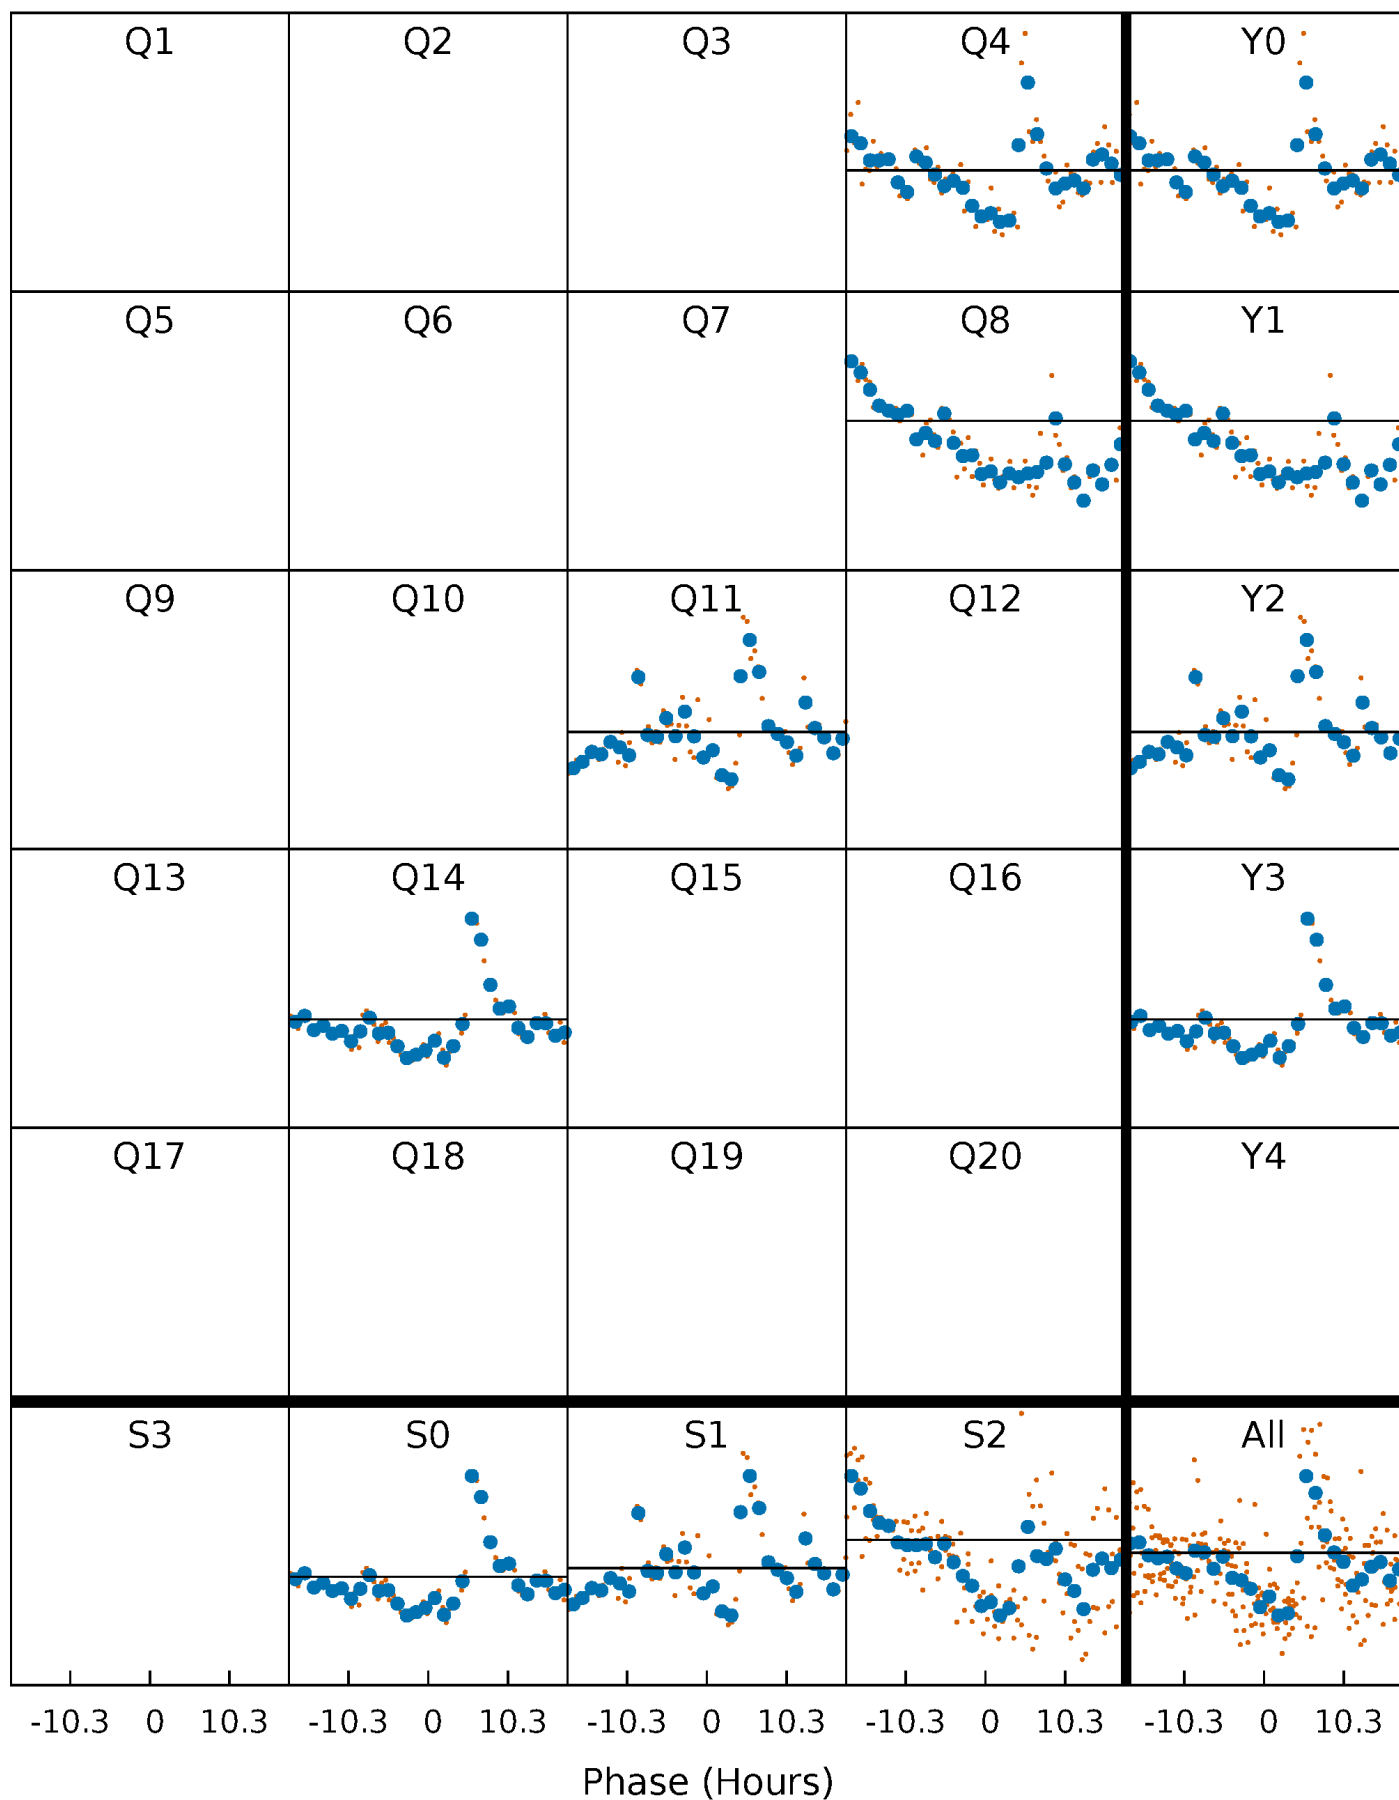 Q1 Q2 Q3 Q4 Y0
Q5 Q6 Q7 Q8 Y1
Q9 Q10 Q11 Q12 Y2
Q13 Q14 Q15 Q16 Y3
Q17 Q18 Q19 Q20 Y4
S3 S0 S1 S2 All
-10.3 0 10.3 -10.3 0 10.3 -10.3 0 10.3 -10.3 0 10.3 -10.3 0 10.3
Phase (Hours)